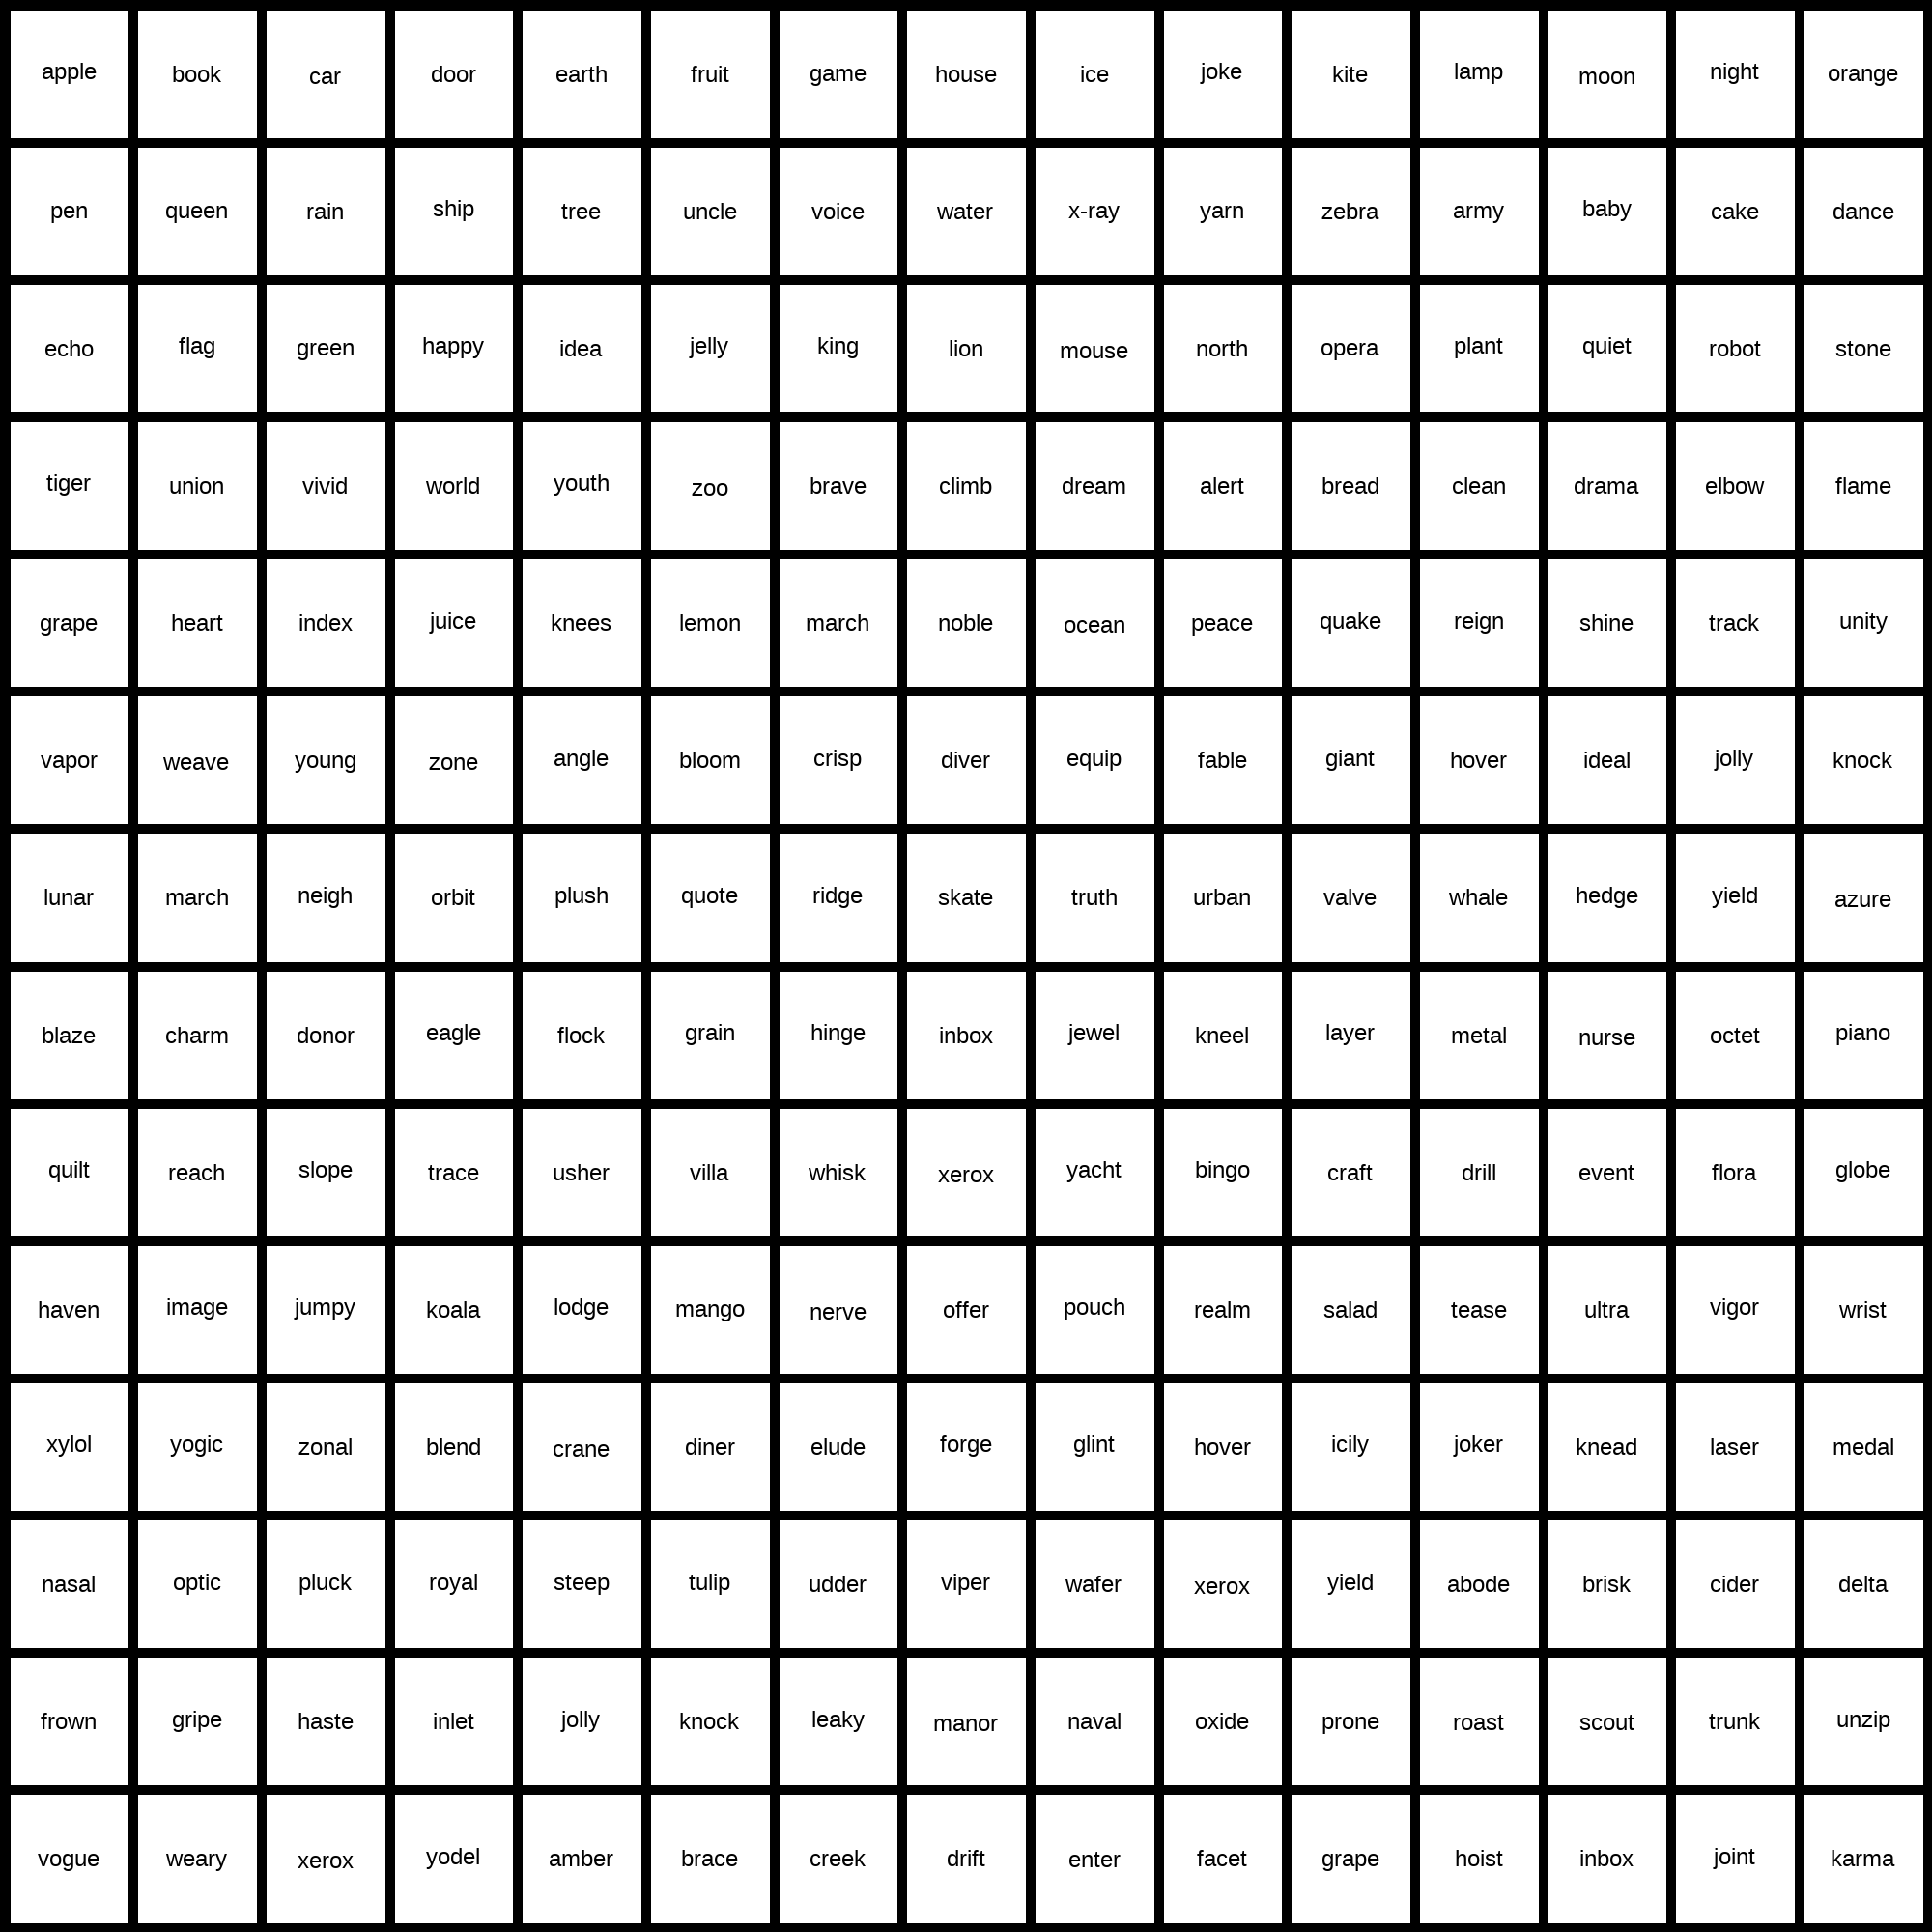 apple book car door earth fruit game house ice joke kite lamp moon night orange
pen queen rain ship tree uncle voice water x-ray yarn zebra army baby cake dance
echo flag green happy idea jelly king lion mouse north opera plant quiet robot stone
tiger union vivid world youth zoo brave climb dream alert bread clean drama elbow flame
grape heart index juice knees lemon march noble ocean peace quake reign shine track unity
vapor weave young zone angle bloom crisp diver equip fable giant hover ideal jolly knock
lunar march neigh orbit plush quote ridge skate truth urban valve whale hedge yield azure
blaze charm donor eagle flock grain hinge inbox jewel kneel layer metal nurse octet piano
quilt reach slope trace usher villa whisk xerox yacht bingo craft drill event flora globe
haven image jumpy koala lodge mango nerve offer pouch realm salad tease ultra vigor wrist
xylol yogic zonal blend crane diner elude forge glint hover icily joker knead laser medal
nasal optic pluck royal steep tulip udder viper wafer xerox yield abode brisk cider delta
frown gripe haste inlet jolly knock leaky manor naval oxide prone roast scout trunk unzip
vogue weary xerox yodel amber brace creek drift enter facet grape hoist inbox joint karma